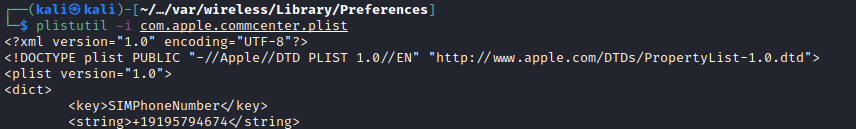 ┌──(kali㉿kali)-[~/…/var/wireless/Library/Preferences]
└─$ plistutil -i com.apple.commcenter.plist
<?xml version="1.0" encoding="UTF-8"?>
<!DOCTYPE plist PUBLIC "-//Apple//DTD PLIST 1.0//EN" "http://www.apple.com/DTDs/PropertyList-1.0.dtd">
<plist version="1.0">
<dict>
        <key>SIMPhoneNumber</key>
        <string>+19195794674</string>